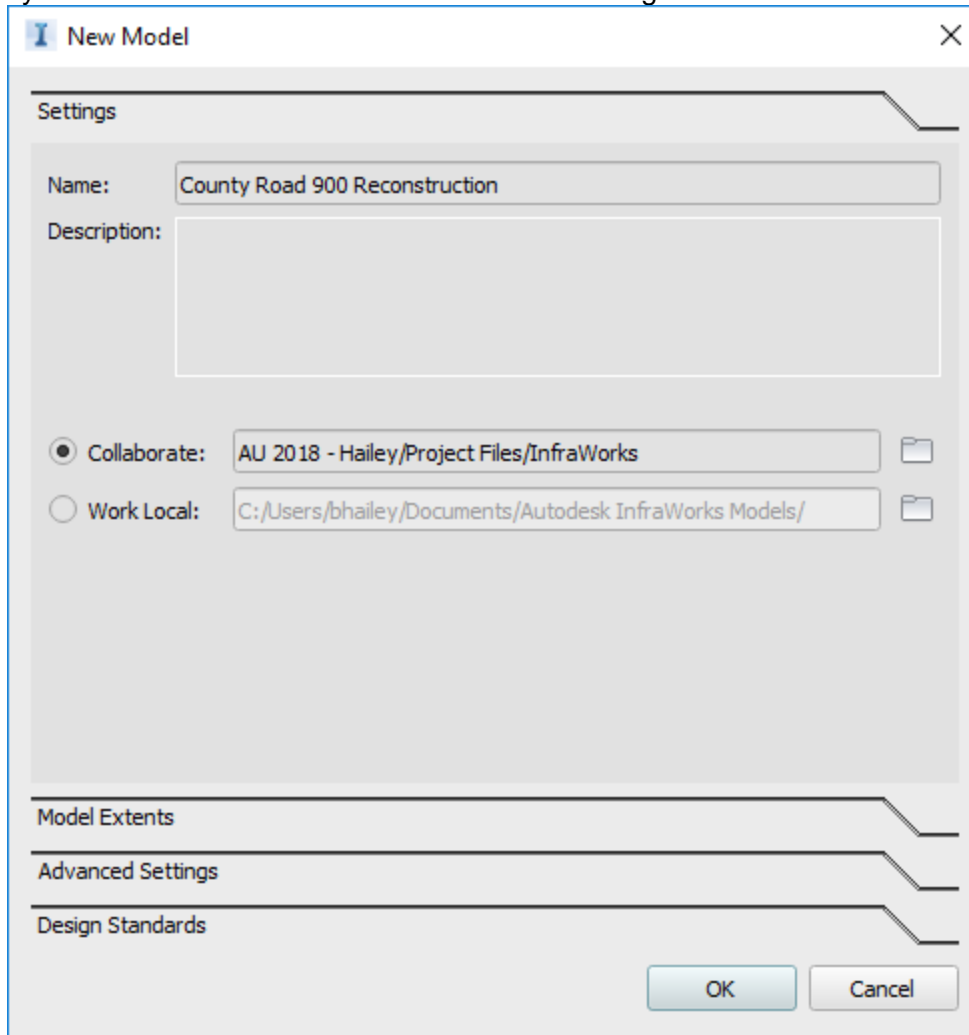 New Model
Settings
Name: County Road 900 Reconstruction
Description:
Collaborate: AU 2018 - Hailey/Project Files/InfraWorks
Work Local: C:/Users/bhailey/Documents/Autodesk InfraWorks Models/
Model Extents
Advanced Settings
Design Standards
OK Cancel